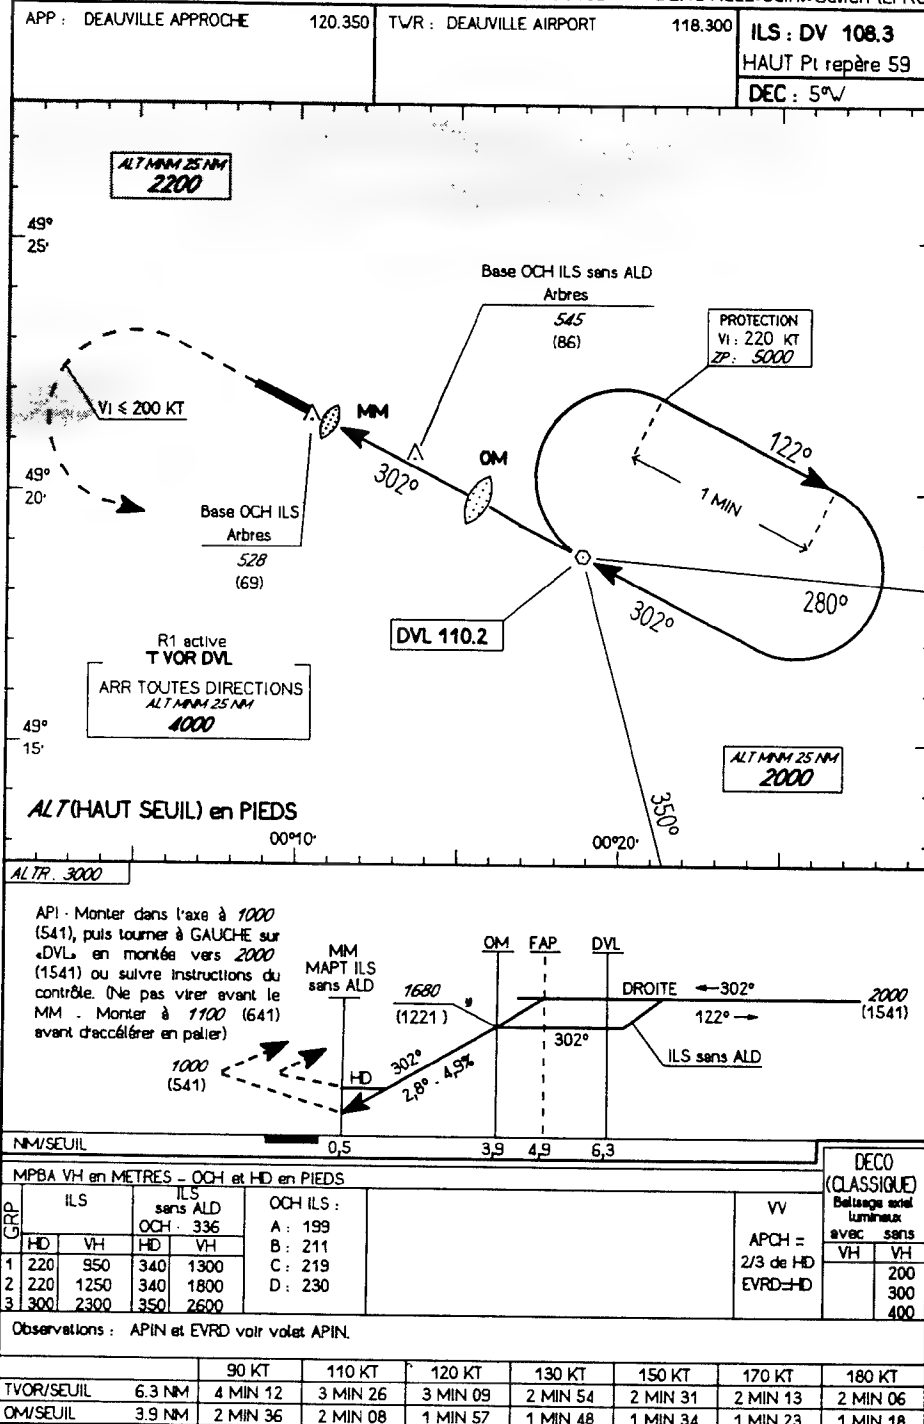 APP : DEAUVILLE APPROCHE 120.350
TWR : DEAUVILLE AIRPORT 118.300
ILS : DV 108.3
HAUT Pt repère 59
DEC : 5°W
ALT MNM 25 NM
2200
49°
25'
Base OCH ILS sans ALD
Arbres
545
(86)
PROTECTION
Vi : 220 KT
ZP : 5000
Vi ≤ 200 KT
MM
302°
OM
122°
1 MIN
49°
20'
Base OCH ILS
Arbres
528
(69)
DVL 110.2
302°
280°
R1 active
T VOR DVL
ARR TOUTES DIRECTIONS
ALT MNM 25 NM
4000
49°
15'
ALT MNM 25 NM
2000
350°
ALT (HAUT SEUIL) en PIEDS
00°10'
00°20'
ALTR. 3000
API - Monter dans l'axe à 1000
(541), puis tourner à GAUCHE sur
«DVL» en montée vers 2000
(1541) ou suivre instructions du
contrôle. (Ne pas virer avant le
MM - Monter à 1100 (641)
avant d'accélérer en palier)
MM
MAPT ILS
sans ALD
OM FAP DVL
1680
(1221)
DROITE ←302°
122° →
2000
(1541)
302°
ILS sans ALD
1000
(541)
HD
302°
2,8° - 4,9%
NM/SEUIL 0,5 3,9 4,9 6,3
MPBA VH en METRES - OCH et HD en PIEDS
GRP ILS ILS sans ALD OCH : 336
HD VH HD VH
1 220 950 340 1300
2 220 1250 340 1800
3 300 2300 350 2600
OCH ILS :
A : 199
B : 211
C : 219
D : 230
VV
APCH =
2/3 de HD
EVRD=HD
DECO
(CLASSIQUE)
Balisage axial
lumineux
avec sans
VH VH
200
300
400
Observations : APIN et EVRD voir volet APIN.
90 KT 110 KT 120 KT 130 KT 150 KT 170 KT 180 KT
TVOR/SEUIL 6.3 NM 4 MIN 12 3 MIN 26 3 MIN 09 2 MIN 54 2 MIN 31 2 MIN 13 2 MIN 06
OM/SEUIL 3.9 NM 2 MIN 36 2 MIN 08 1 MIN 57 1 MIN 48 1 MIN 34 1 MIN 23 1 MIN 18